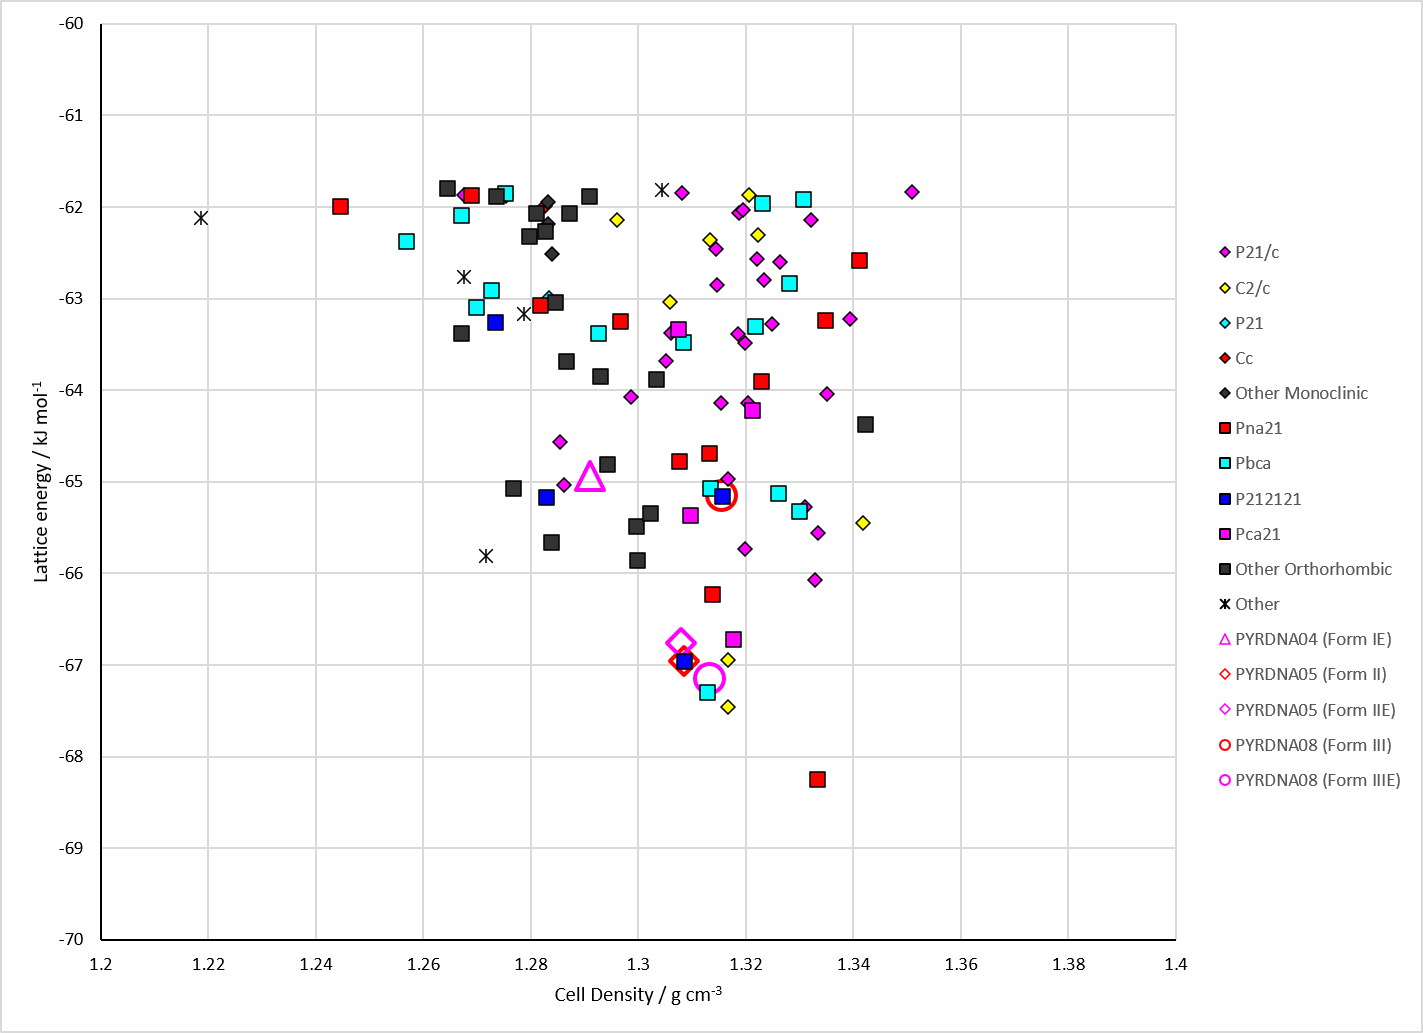 -60
-61
-62
-63
-64
-65
-66
-67
-68
-69
-70
Lattice energy / kJ mol-1
1.2 1.22 1.24 1.26 1.28 1.3 1.32 1.34 1.36 1.38 1.4
Cell Density / g cm-3
P21/c
C2/c
P21
Cc
Other Monoclinic
Pna21
Pbca
P212121
Pca21
Other Orthorhombic
Other
PYRDNA04 (Form IE)
PYRDNA05 (Form II)
PYRDNA05 (Form IIE)
PYRDNA08 (Form III)
PYRDNA08 (Form IIIE)